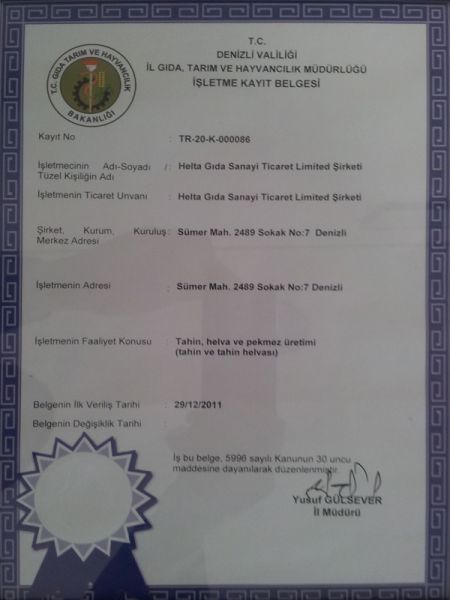 T.C.
DENİZLİ VALİLİĞİ
İL GIDA, TARIM VE HAYVANCILIK MÜDÜRLÜĞÜ
İŞLETME KAYIT BELGESİ
T.C. GIDA TARIM VE HAYVANCILIK
BAKANLIĞI
Kayıt No : TR-20-K-000086
İşletmecinin Adı-Soyadı /: Helta Gıda Sanayi Ticaret Limited Şirketi
Tüzel Kişiliğin Adı
İşletmenin Ticaret Unvanı : Helta Gıda Sanayi Ticaret Limited Şirketi
Şirket, Kurum, Kuruluş: Sümer Mah. 2489 Sokak No:7 Denizli
Merkez Adresi
İşletmenin Adresi : Sümer Mah. 2489 Sokak No:7 Denizli
İşletmenin Faaliyet Konusu : Tahin, helva ve pekmez üretimi
(tahin ve tahin helvası)
Belgenin İlk Veriliş Tarihi : 29/12/2011
Belgenin Değişiklik Tarihi :
İş bu belge, 5996 sayılı Kanunun 30 uncu
maddesine dayanılarak düzenlenmiştir.
Yusuf GÜLSEVER
İl Müdürü